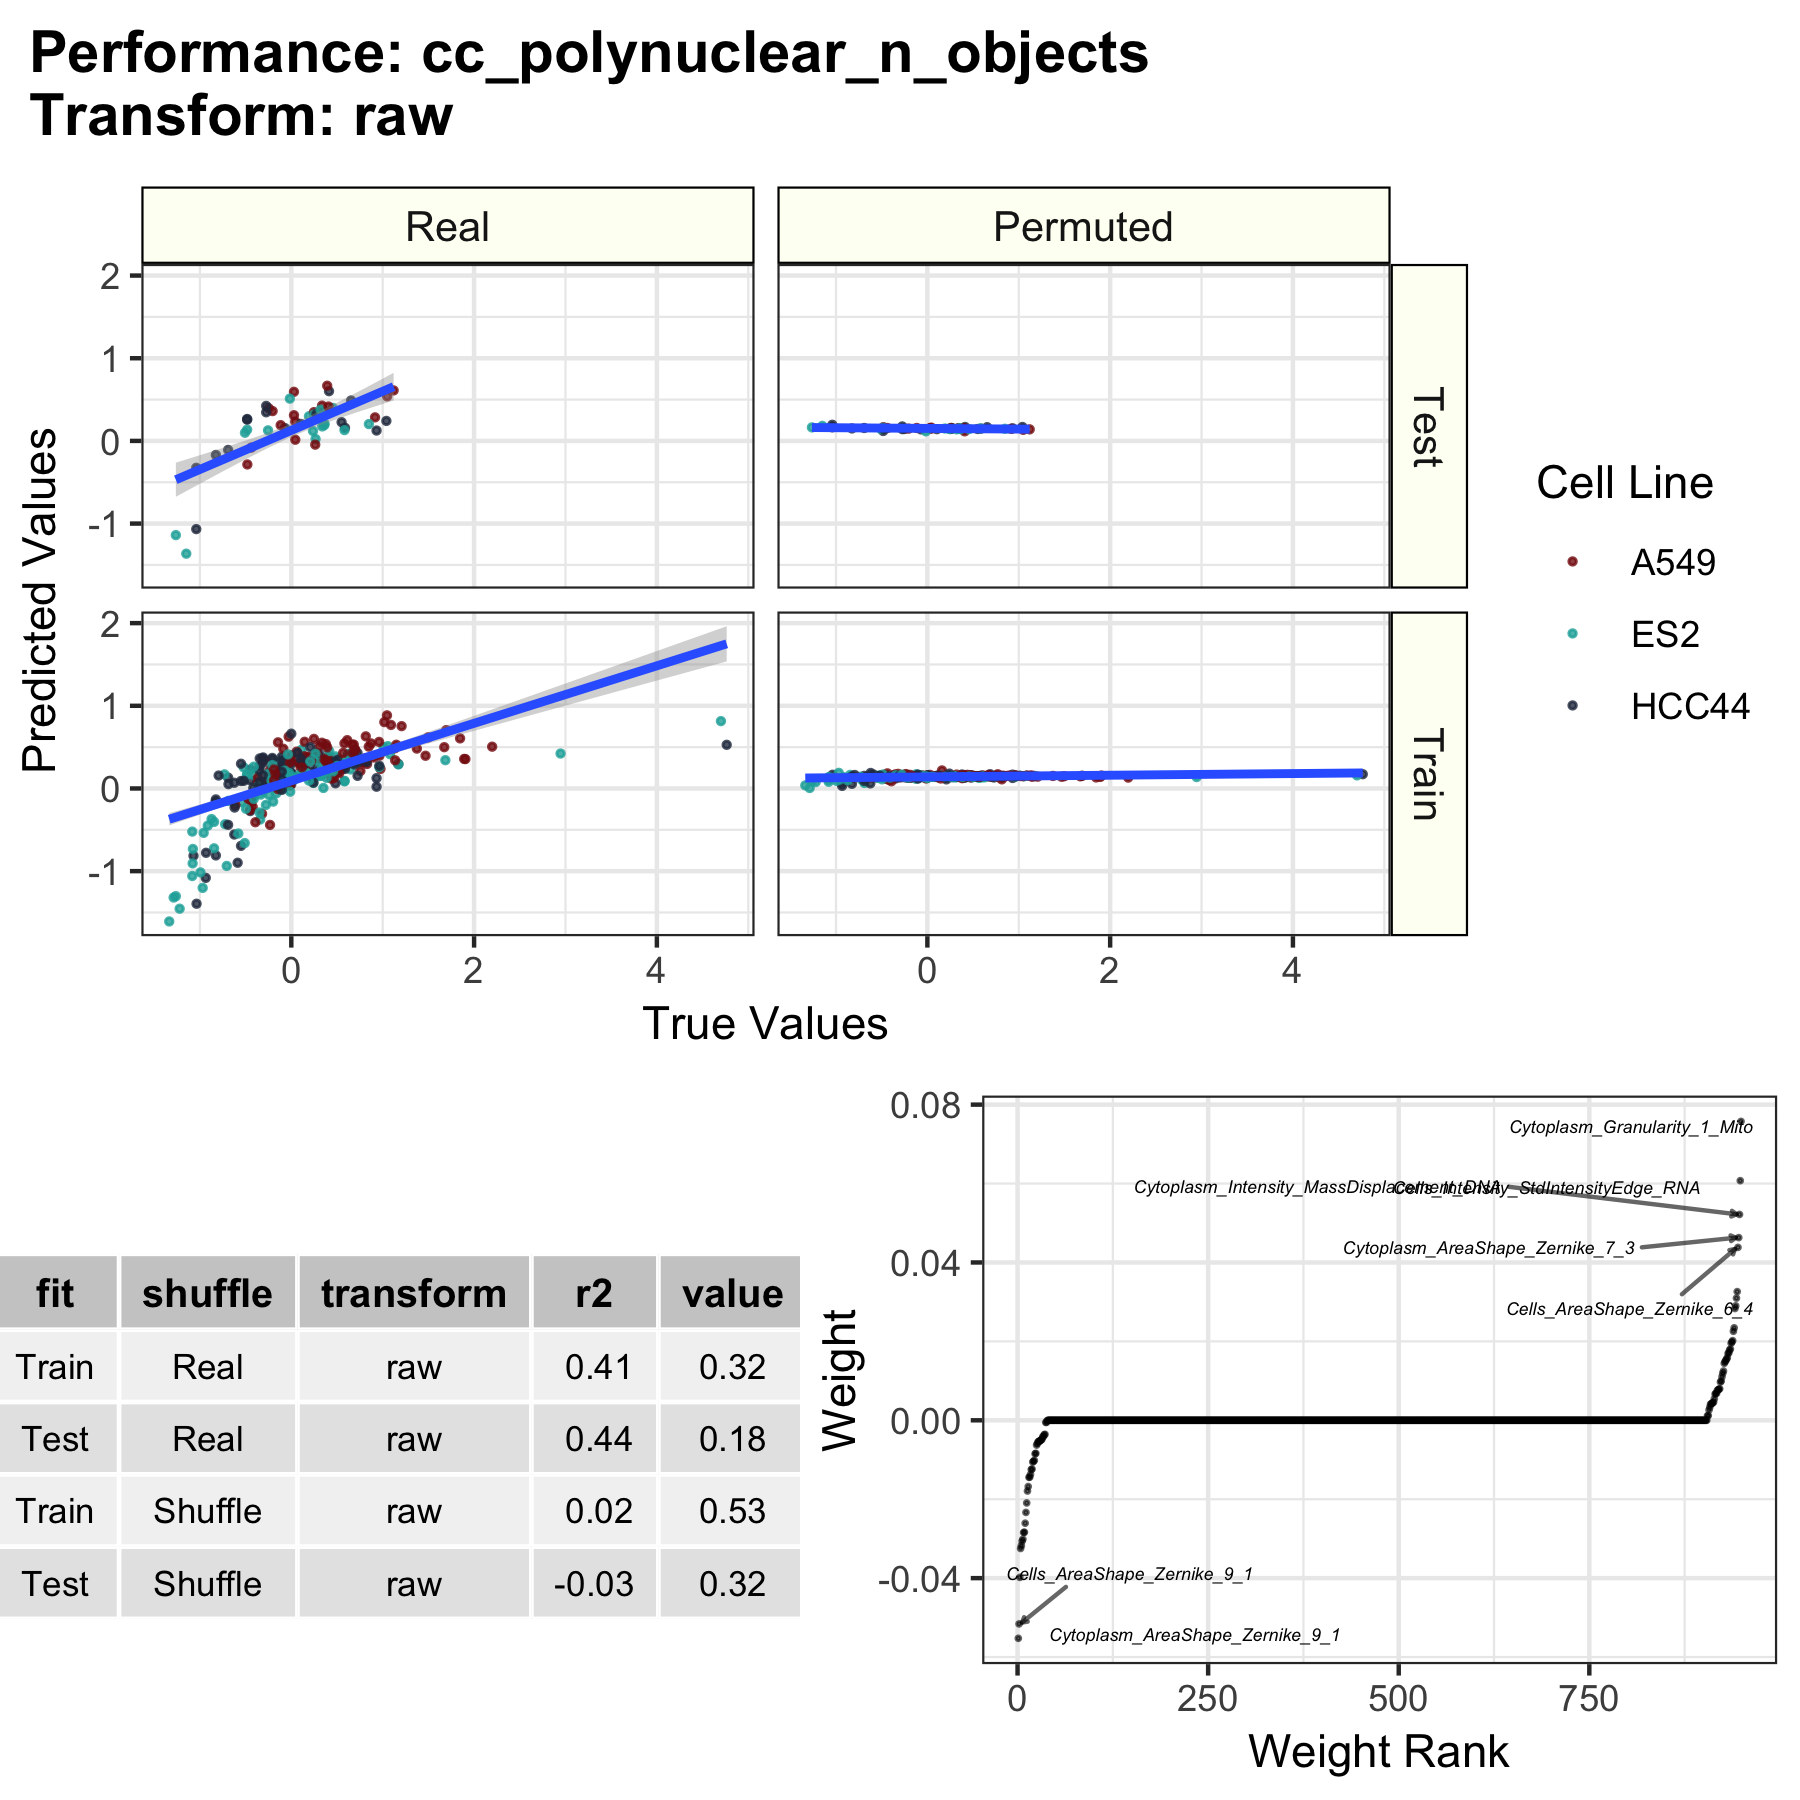 Performance: cc_polynuclear_n_objects
Transform: raw
Real
Permuted
2
1
0
-1
Test
2
1
0
-1
Train
0
2
4
0
2
4
True Values
Predicted Values
Cell Line
A549
ES2
HCC44
fit shuffle transform r2 value
Train Real raw 0.41 0.32
Test Real raw 0.44 0.18
Train Shuffle raw 0.02 0.53
Test Shuffle raw -0.03 0.32
Weight
0.08
0.04
0.00
-0.04
Cytoplasm_Granularity_1_Mito
Cytoplasm_Intensity_MassDisplacement_DNA
Cells_Intensity_StdIntensityEdge_RNA
Cytoplasm_AreaShape_Zernike_7_3
Cells_AreaShape_Zernike_6_4
Cells_AreaShape_Zernike_9_1
Cytoplasm_AreaShape_Zernike_9_1
0
250
500
750
Weight Rank